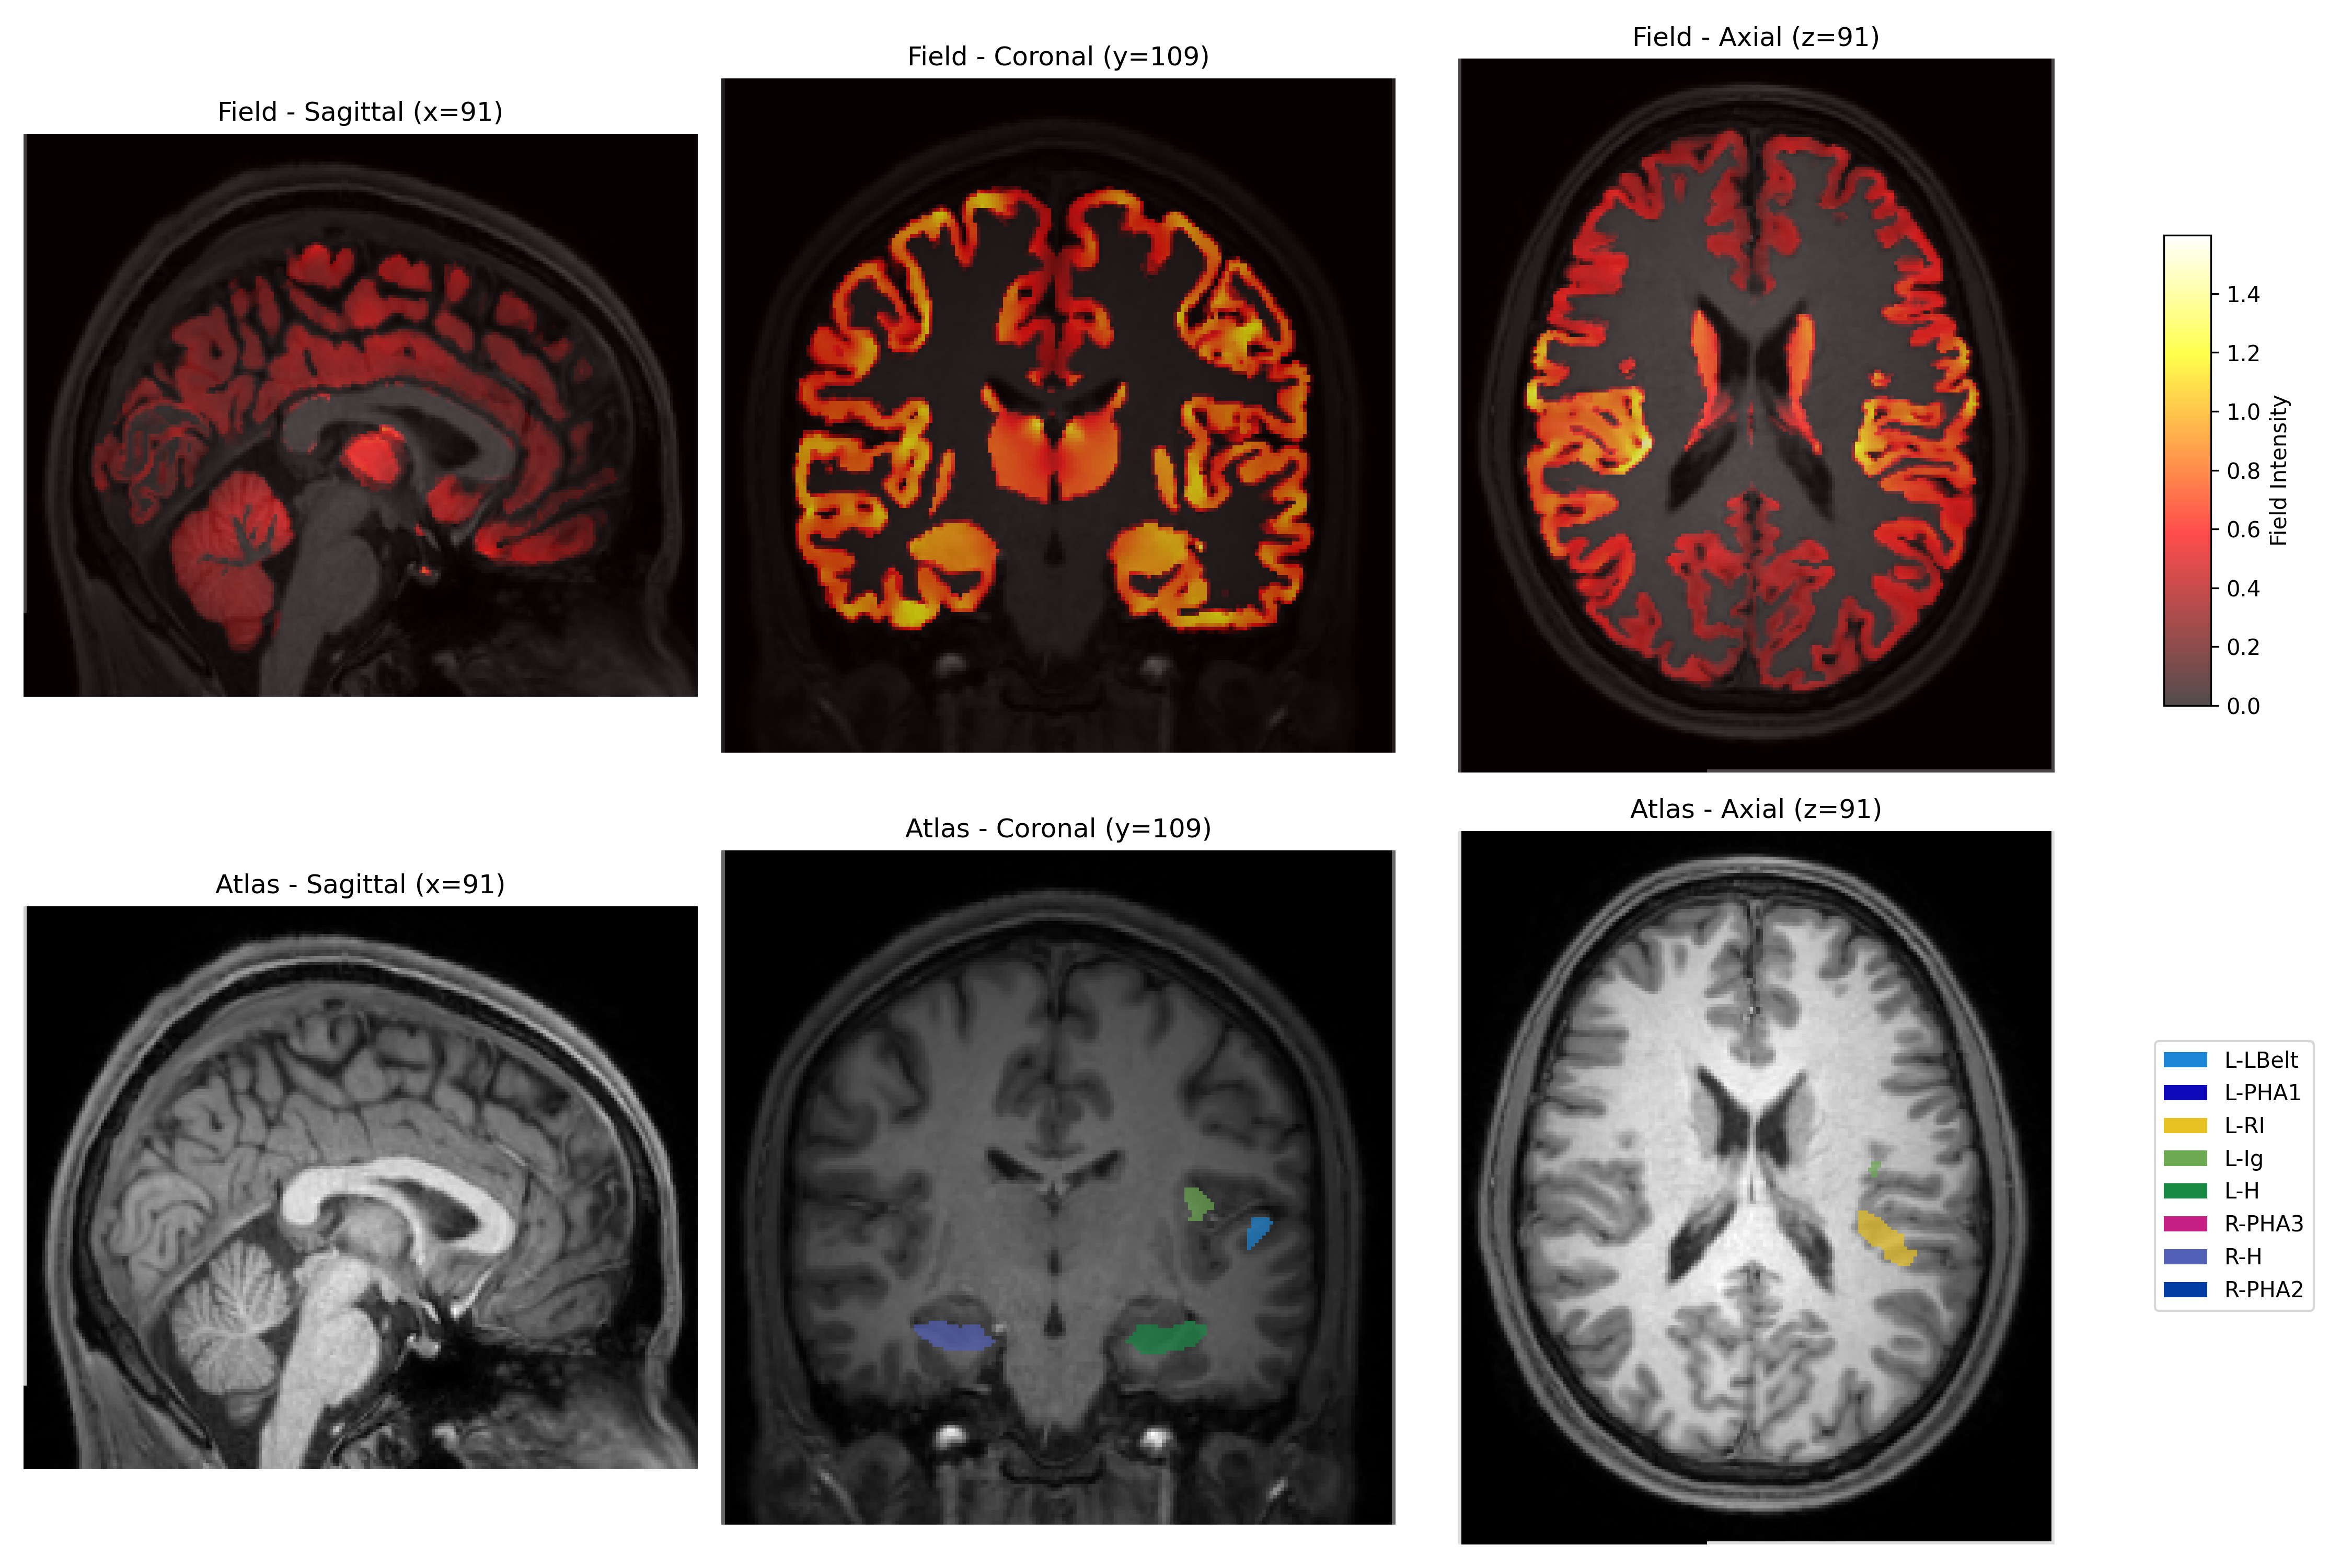 Field - Sagittal (x=91)
Field - Coronal (y=109)
Field - Axial (z=91)
1.4
1.2
1.0
0.8
0.6
0.4
0.2
0.0
Field Intensity
Atlas - Sagittal (x=91)
Atlas - Coronal (y=109)
Atlas - Axial (z=91)
L-LBelt
L-PHA1
L-RI
L-Ig
L-H
R-PHA3
R-H
R-PHA2